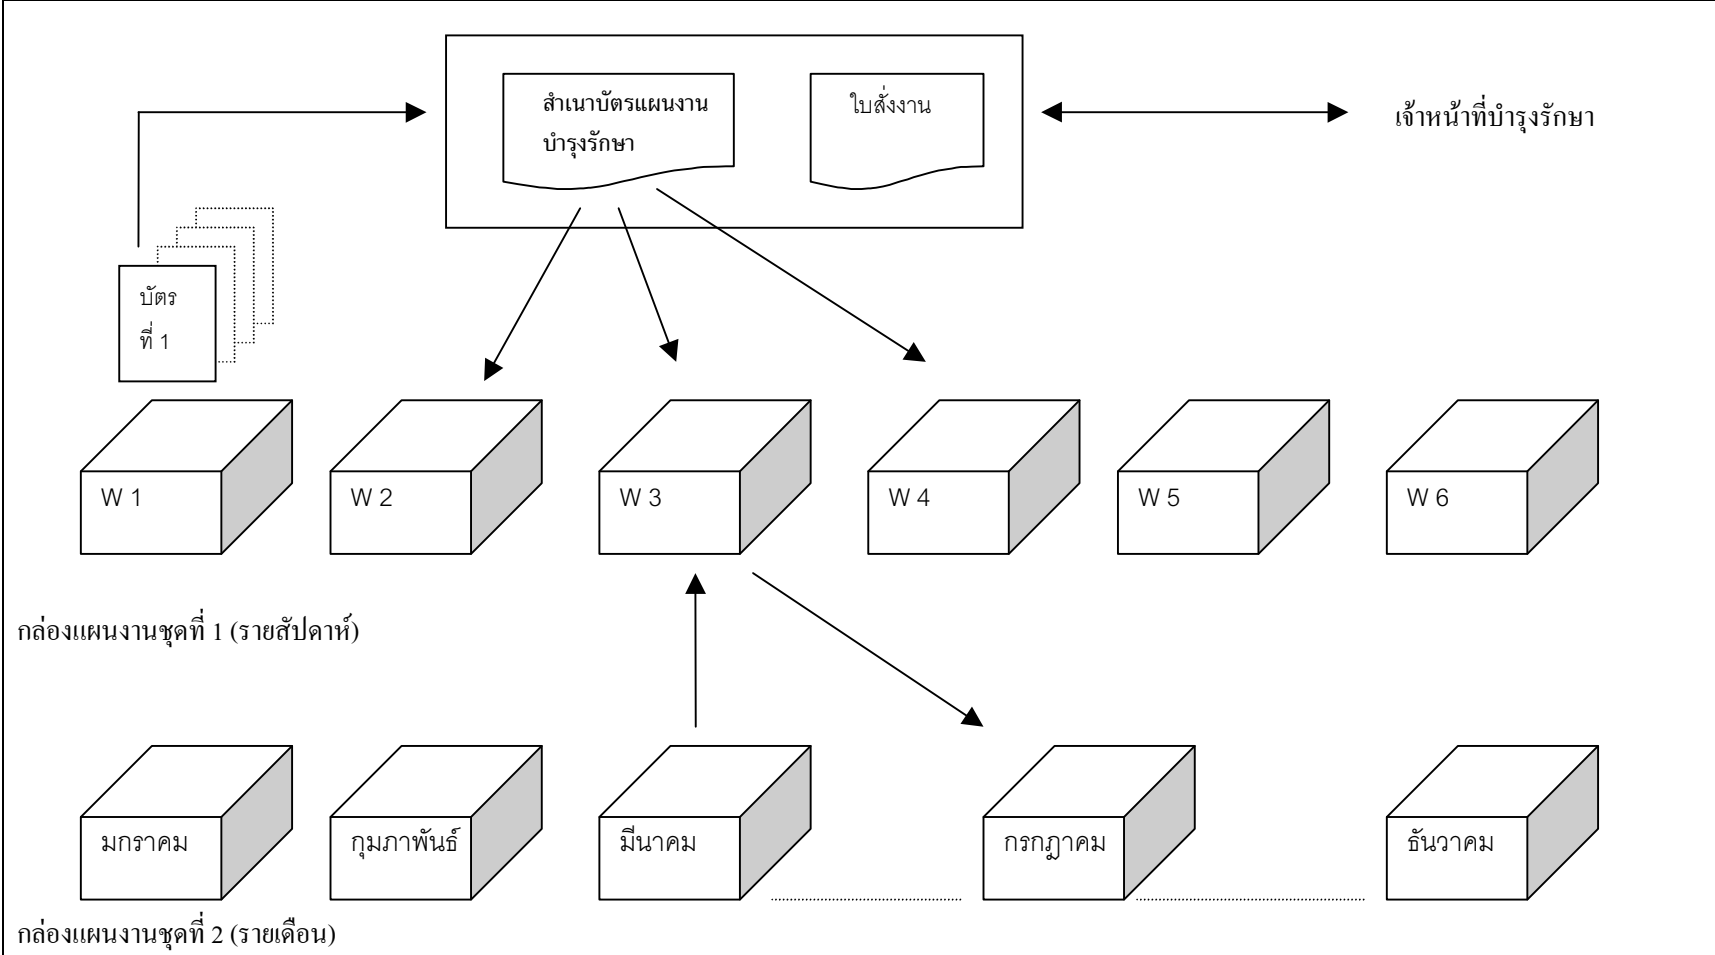 สำเนาบัตรแผนงาน
บำรุงรักษา
ใบสั่งงาน
เจ้าหน้าที่บำรุงรักษา
บัตร
ที่ 1
W 1
W 2
W 3
W 4
W 5
W 6
กล่องแผนงานชุดที่ 1 (รายสัปดาห์)
มกราคม
กุมภาพันธ์
มีนาคม
กรกฎาคม
ธันวาคม
กล่องแผนงานชุดที่ 2 (รายเดือน)